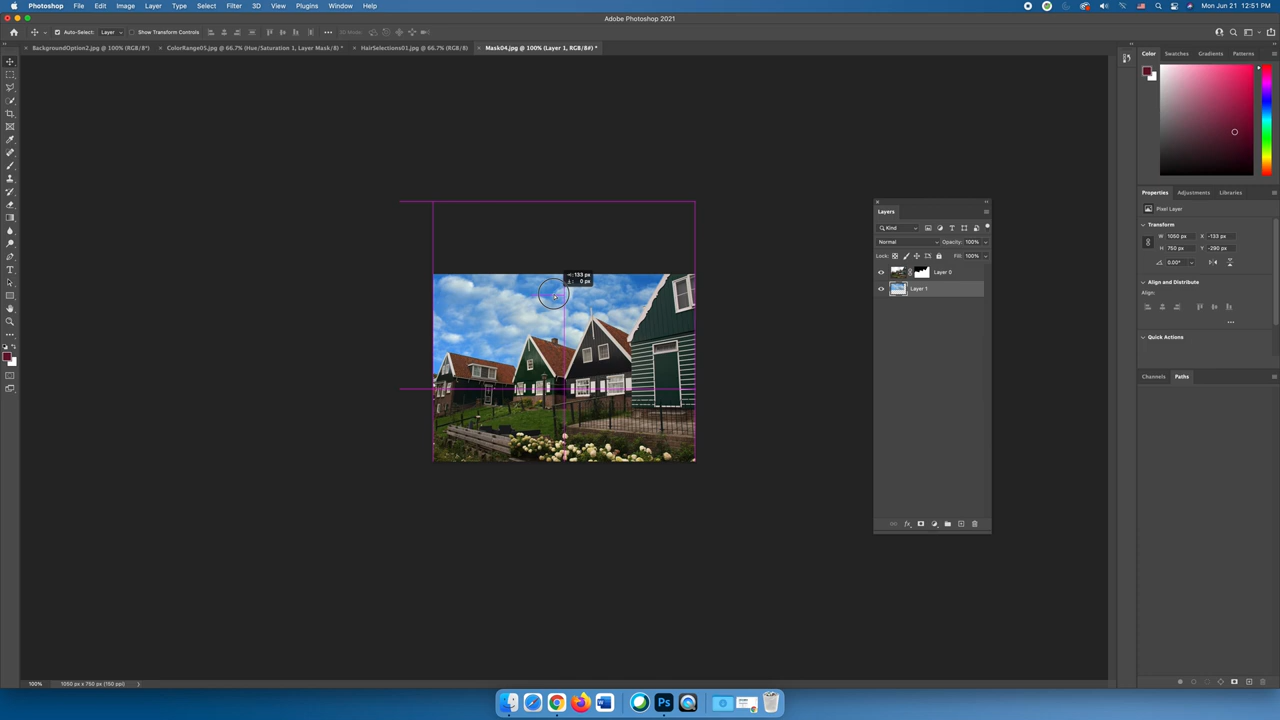 Photoshop File Edit Image Layer Type Select Filter 3D View Plugins Window Help
Mon Jun 21 12:51 PM
Adobe Photoshop 2021
Auto-Select: Layer Show Transform Controls 3D Mode:
BackgroundOption2.jpg @ 100% (RGB/8*)
ColorRange05.jpg @ 66.7% (Hue/Saturation 1, Layer Mask/8) *
HairSelections01.jpg @ 66.7% (RGB/8)
Mask04.jpg @ 100% (Layer 1, RGB/8#) *
Color Swatches Gradients Patterns
Properties Adjustments Libraries
Pixel Layer
Transform
W 1050 px X -133 px
H 750 px Y -290 px
0.00°
Align and Distribute
Align:
Quick Actions
Channels Paths
Layers
Kind
Normal Opacity: 100%
Lock: Fill: 100%
Layer 0
Layer 1
-133 px
0 px
100% 1050 px x 750 px (150 ppi)
Ps